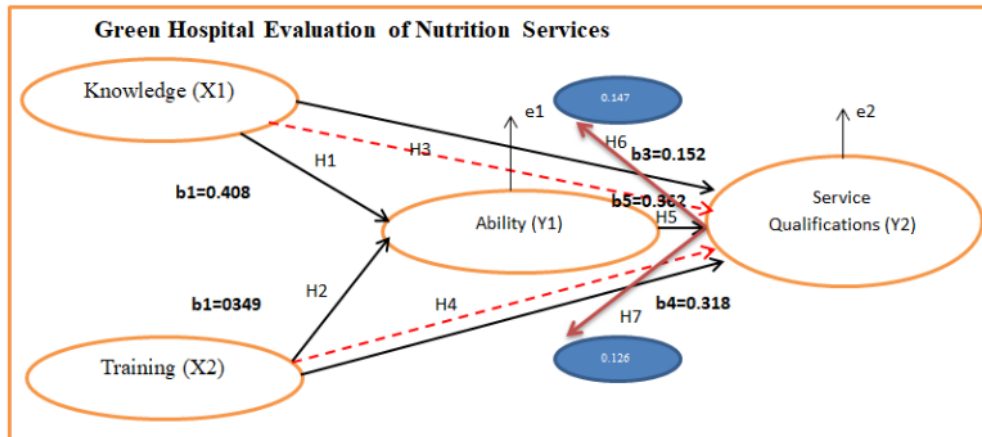 Green Hospital Evaluation of Nutrition Services
Knowledge (X1)
0.147
e1
e2
H1
H3
H6
b3=0.152
b1=0.408
b5=0.362
Ability (Y1)
H5
Service
Qualifications (Y2)
b1=0349
H2
H4
b4=0.318
H7
Training (X2)
0.126